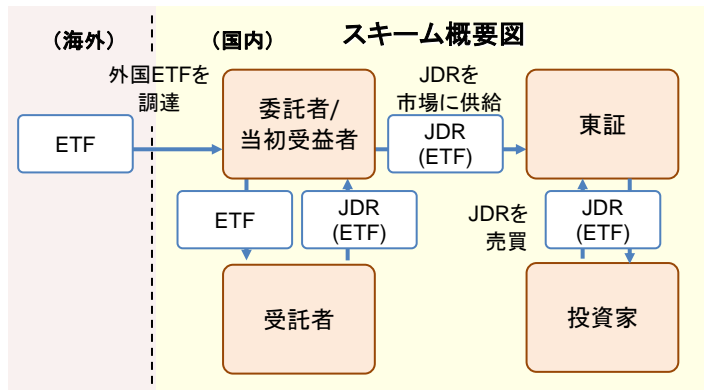 スキーム概要図
（海外）
（国内）
外国ETFを
調達
JDRを
市場に供給
ETF
委託者/
当初受益者
JDR
(ETF)
東証
ETF
JDR
(ETF)
JDRを
売買
JDR
(ETF)
受託者
投資家